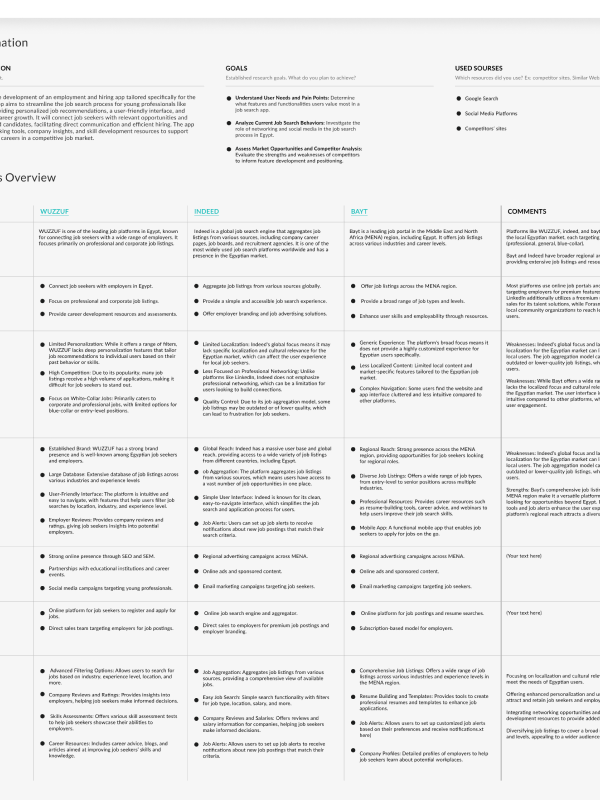 nation
ON
.
e development of an employment and hiring app tailored specifically for the
p aims to streamline the job search process for young professionals like
viding personalized job recommendations, a user-friendly interface, and
areer growth. It will connect job seekers with relevant opportunities and
l candidates, facilitating direct communication and efficient hiring. The app
king tools, company insights, and skill development resources to support
careers in a competitive job market.
GOALS
Established research goals. What do you plan to achieve?
Understand User Needs and Pain Points: Determine
what features and functionalities users value most in a
job search app.
Analyze Current Job Search Behaviors: Investigate the
role of networking and social media in the job search
process in Egypt.
Assess Market Opportunities and Competitor Analysis:
Evaluate the strengths and weaknesses of competitors
to inform feature development and positioning.
USED SOURSES
Which resources did you use? Ex: competitor sites, Similar Web
Google Search
Social Media Platforms
Competitors' sites
s Overview
WUZZUF
INDEED
BAYT
COMMENTS
WUZZUF is one of the leading job platforms in Egypt, known
for connecting job seekers with a wide range of employers. It
focuses primarily on professional and corporate job listings.
Indeed is a global job search engine that aggregates job
listings from various sources, including company career
pages, job boards, and recruitment agencies. It is one of the
most widely used job platforms worldwide and has a
presence in the Egyptian market.
Bayt is a leading job portal in the Middle East and North
Africa (MENA) region, including Egypt. It offers job listings
across various industries and career levels.
Platforms like WUZZUF, indeed, and bayt
the local Egyptian market, each targeting
(professional, general, blue-collar).
Bayt and Indeed have broader regional an
providing extensive job listings and resou
Connect job seekers with employers in Egypt.
Focus on professional and corporate job listings.
Provide career development resources and assessments.
Aggregate job listings from various sources globally.
Provide a simple and accessible job search experience.
Offer employer branding and job advertising solutions.
Offer job listings across the MENA region.
Provide a broad range of job types and levels.
Enhance user skills and employability through resources.
Most platforms use online job portals and
targeting employers for premium features
LinkedIn additionally utilizes a freemium
sales for its talent solutions, while Forasn
local community organizations to reach l
users.
Limited Personalization: While it offers a range of filters,
WUZZUF lacks deep personalization features that tailor
job recommendations to individual users based on their
past behavior or skills.
High Competition: Due to its popularity, many job
listings receive a high volume of applications, making it
difficult for job seekers to stand out.
Focus on White-Collar Jobs: Primarily caters to
corporate and professional jobs, with limited options for
blue-collar or entry-level positions.
Limited Localization: Indeed's global focus means it may
lack specific localization and cultural relevance for the
Egyptian market, which can affect the user experience
for local job seekers.
Less Focused on Professional Networking: Unlike
platforms like LinkedIn, Indeed does not emphasize
professional networking, which can be a limitation for
users looking to build connections.
Quality Control: Due to its job aggregation model, some
job listings may be outdated or of lower quality, which
can lead to frustration for job seekers.
Generic Experience: The platform's broad focus means it
does not provide a highly customized experience for
Egyptian users specifically.
Less Localized Content: Limited local content and
market-specific features tailored to the Egyptian job
market.
Complex Navigation: Some users find the website and
app interface cluttered and less intuitive compared to
other platforms.
Weaknesses: Indeed's global focus and la
localization for the Egyptian market can l
users. The job aggregation model can als
outdated or lower-quality job listings, wh
Weaknesses: While Bayt offers a wide ra
for the Egyptian market specifically, part
content. The user interface may also be
intuitive compared to other platforms, wh
user engagement.
Established Brand: WUZZUF has a strong brand
presence and is well-known among Egyptian job seekers
and employers.
Large Database: Extensive database of job listings across
various industries and experience levels
User-Friendly Interface: The platform is intuitive and
easy to navigate, with features that help users filter job
searches by location, industry, and experience level.
Employer Reviews: Provides company reviews and
ratings, giving job seekers insights into potential
employers.
Global Reach: Indeed has a massive user base and global
reach, providing access to a wide variety of job listings
from different countries, including Egypt.
ob Aggregation: The platform aggregates job listings
from various sources, which means users have access to
a vast number of job opportunities in one place.
Simple User Interface: Indeed is known for its clean,
easy-to-navigate interface, which simplifies the job
search and application process for users.
Job Alerts: Users can set up job alerts to receive
notifications about new job postings that match their
search criteria.
Regional Reach: Strong presence across the MENA
region, providing opportunities for job seekers looking
for regional roles.
Diverse Job Listings: Offers a wide range of job types,
from entry-level to senior positions across multiple
industries.
Professional Resources: Provides career resources such
as resume-building tools, career advice, and webinars to
help users improve their job search skills.
Mobile App: A functional mobile app that enables job
seekers to apply for jobs on the go.
Weaknesses: Indeed's global focus and la
localization for the Egyptian market can l
users. The job aggregation model can als
outdated or lower-quality job listings, wh
Strengths: Bayt's comprehensive job listi
MENA region make it a versatile platform
looking for opportunities beyond Egypt. I
tools and job alerts enhance the user exp
platform's regional reach attracts a divers
Strong online presence through SEO and SEM.
Partnerships with educational institutions and career
events.
Social media campaigns targeting young professionals.
Regional advertising campaigns across MENA.
Online ads and sponsored content.
Email marketing campaigns targeting job seekers.
Regional advertising campaigns across MENA.
Online ads and sponsored content.
Email marketing campaigns targeting job seekers.
(Your text here)
Online platform for job seekers to register and apply for
jobs.
Direct sales team targeting employers for job postings.
Online job search engine and aggregator.
Direct sales to employers for premium job postings and
employer branding.
Online platform for job postings and resume searches.
Subscription-based model for employers.
(Your text here)
Advanced Filtering Options: Allows users to search for
jobs based on industry, experience level, location, and
more.
Company Reviews and Ratings: Provides insights into
employers, helping job seekers make informed decisions.
Skills Assessments: Offers various skill assessment tests
to help job seekers showcase their abilities to
employers.
Career Resources: Includes career advice, blogs, and
articles aimed at improving job seekers' skills and
knowledge.
Job Aggregation: Aggregates job listings from various
sources, providing a comprehensive view of available
jobs.
Easy Job Search: Simple search functionality with filters
for job type, location, salary, and more.
Company Reviews and Salaries: Offers reviews and
salary information for companies, helping job seekers
make informed decisions.
Job Alerts: Allows users to set up job alerts to receive
notifications about new job postings that match their
search criteria.
Comprehensive Job Listings: Offers a wide range of job
listings across various industries and experience levels in
the MENA region.
Resume Building and Templates: Provides tools to create
professional resumes and templates to enhance job
applications.
Job Alerts: Allows users to set up customized job alerts
based on their preferences and receive notifications.xt
here)
Company Profiles: Detailed profiles of employers to help
job seekers learn about potential workplaces.
Focusing on localization and cultural relev
meet the needs of Egyptian users.
Offering enhanced personalization and us
attract and retain job seekers and employ
Integrating networking opportunities and
development resources to provide added
Diversifying job listings to cover a broad
and levels, appealing to a wider audience